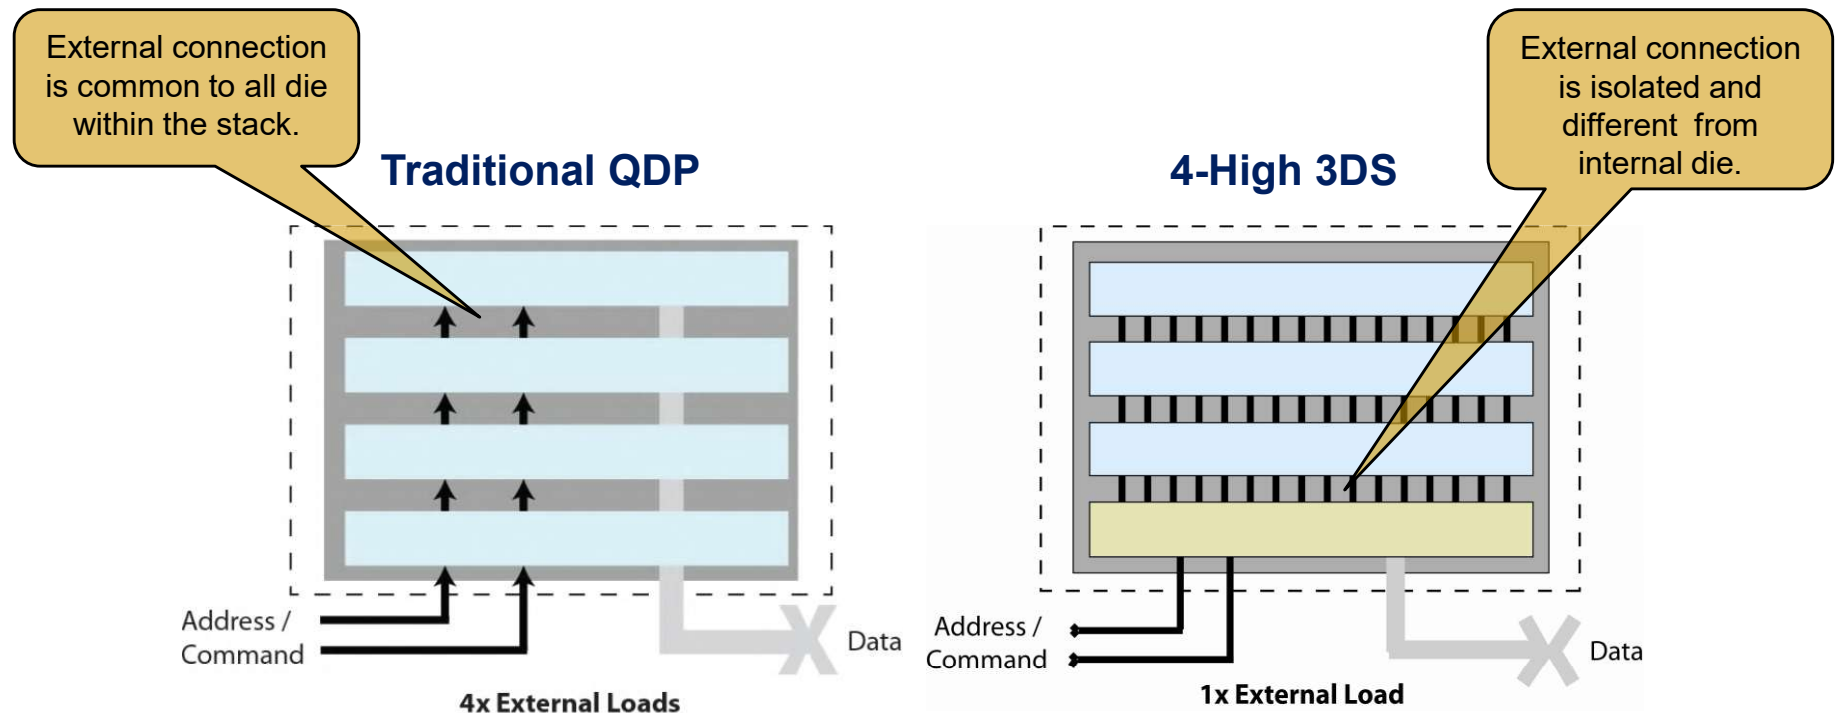 External connection
is common to all die
within the stack.
Traditional QDP
Address /
Command
Data
4x External Loads
External connection
is isolated and
different from
internal die.
4-High 3DS
Address /
Command
Data
1x External Load